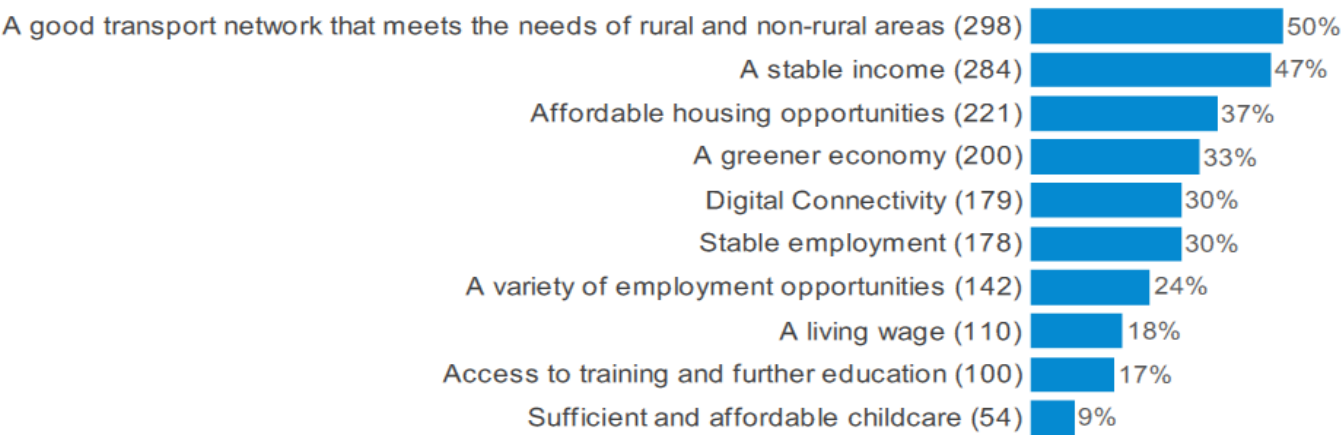 A good transport network that meets the needs of rural and non-rural areas (298) 50%
A stable income (284) 47%
Affordable housing opportunities (221) 37%
A greener economy (200) 33%
Digital Connectivity (179) 30%
Stable employment (178) 30%
A variety of employment opportunities (142) 24%
A living wage (110) 18%
Access to training and further education (100) 17%
Sufficient and affordable childcare (54) 9%